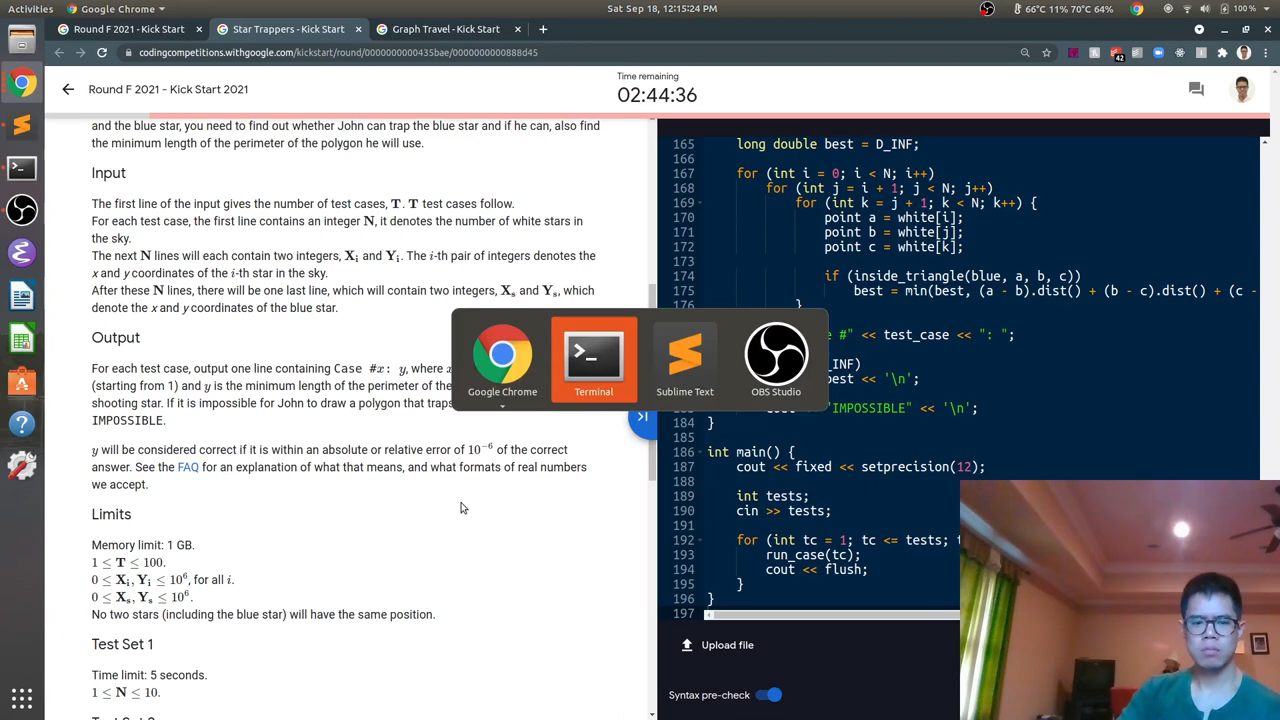 Activities
Google Chrome
Sat Sep 18, 12:15:24 PM
66°C 11% 70°C 64%
100 %
Round F 2021 - Kick Start
Star Trappers - Kick Start
Graph Travel - Kick Start
codingcompetitions.withgoogle.com/kickstart/round/0000000000435bae/0000000000888d45
42
Round F 2021 - Kick Start 2021
Time remaining
02:44:36
and the blue star, you need to find out whether John can trap the blue star and if he can, also find
the minimum length of the perimeter of the polygon he will use.
Input
The first line of the input gives the number of test cases, T. T test cases follow.
For each test case, the first line contains an integer N, it denotes the number of white stars in
the sky.
The next N lines will each contain two integers, Xi and Yi. The i-th pair of integers denotes the
x and y coordinates of the i-th star in the sky.
After these N lines, there will be one last line, which will contain two integers, Xs and Ys, which
denote the x and y coordinates of the blue star.
Output
For each test case, output one line containing Case #x: y, where
(starting from 1) and y is the minimum length of the perimeter of the
shooting star. If it is impossible for John to draw a polygon that traps
IMPOSSIBLE.
y will be considered correct if it is within an absolute or relative error of 10^-6 of the correct
answer. See the FAQ for an explanation of what that means, and what formats of real numbers
we accept.
Limits
Memory limit: 1 GB.
1 ≤ T ≤ 100.
0 ≤ Xi, Yi ≤ 10^6, for all i.
0 ≤ Xs, Ys ≤ 10^6.
No two stars (including the blue star) will have the same position.
Test Set 1
Time limit: 5 seconds.
1 ≤ N ≤ 10.
165 long double best = D_INF;
166
167 for (int i = 0; i < N; i++)
168 for (int j = i + 1; j < N; j++)
169 for (int k = j + 1; k < N; k++) {
170 point a = white[i];
171 point b = white[j];
172 point c = white[k];
173
174 if (inside_triangle(blue, a, b, c))
175 best = min(best, (a - b).dist() + (b - c).dist() + (c -
176 }
#" << test_case << ": ";
_INF)
best << '\n';
"IMPOSSIBLE" << '\n';
184 }
185
186 int main() {
187 cout << fixed << setprecision(12);
188
189 int tests;
190 cin >> tests;
191
192 for (int tc = 1; tc <= tests;
193 run_case(tc);
194 cout << flush;
195 }
196 }
197
Google Chrome
Terminal
Sublime Text
OBS Studio
Upload file
Syntax pre-check